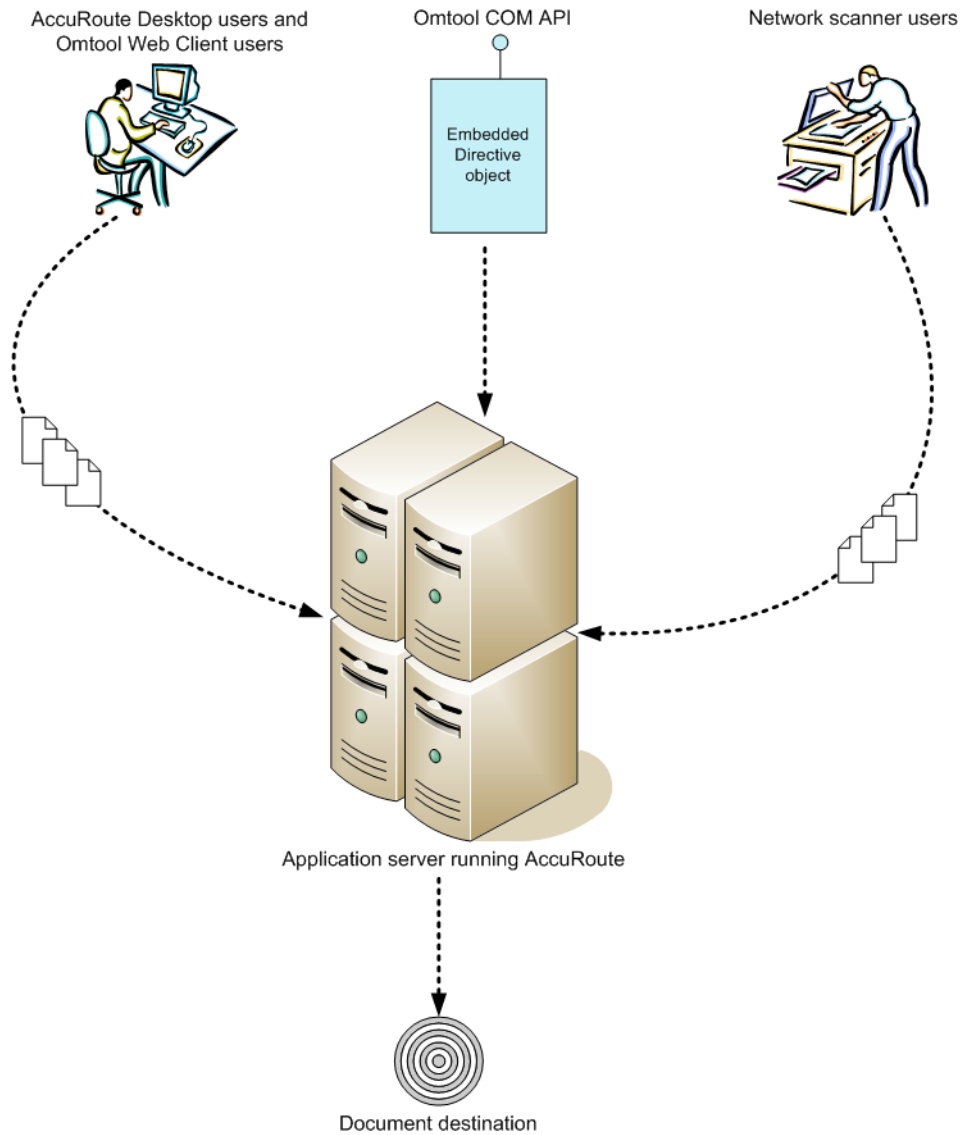 AccuRoute Desktop users and
Omtool Web Client users
Omtool COM API
Network scanner users
Embedded
Directive
object
Application server running AccuRoute
Document destination